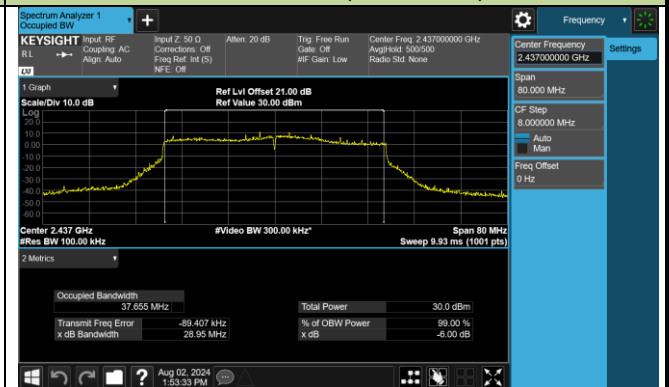 Spectrum Analyzer 1
Occupied BW
+
Frequency
KEYSIGHT
RL
LXI
Input: RF
Coupling: AC
Align: Auto
Input Z: 50 Ω
Corrections: Off
Freq Ref: Int (S)
NFE: Off
Atten: 20 dB
Trig: Free Run
Gate: Off
#IF Gain: Low
Center Freq: 2.437000000 GHz
Avg|Hold: 500/500
Radio Std: None
Center Frequency
2.437000000 GHz
Settings
Span
80.000 MHz
CF Step
8.000000 MHz
Auto
Man
Freq Offset
0 Hz
1 Graph
Scale/Div 10.0 dB
Ref Lvl Offset 21.00 dB
Ref Value 30.00 dBm
Log
20.0
10.0
0.00
-10.0
-20.0
-30.0
-40.0
-50.0
-60.0
Center 2.437 GHz
#Res BW 100.00 kHz
#Video BW 300.00 kHz*
Span 80 MHz
Sweep 9.93 ms (1001 pts)
2 Metrics
Occupied Bandwidth
37.655 MHz
Total Power 30.0 dBm
Transmit Freq Error -89.407 kHz % of OBW Power 99.00 %
x dB Bandwidth 28.95 MHz x dB -6.00 dB
?
Aug 02, 2024
1:53:33 PM